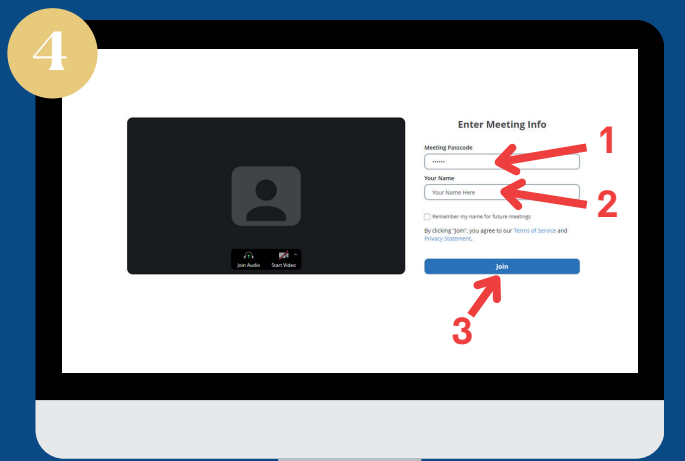 4
Enter Meeting Info
Meeting Passcode
••••••
1
Your Name
Your Name Here
2
Remember my name for future meetings
By clicking "Join", you agree to our Terms of Service and
Privacy Statement.
Join Audio Start Video
Join
3